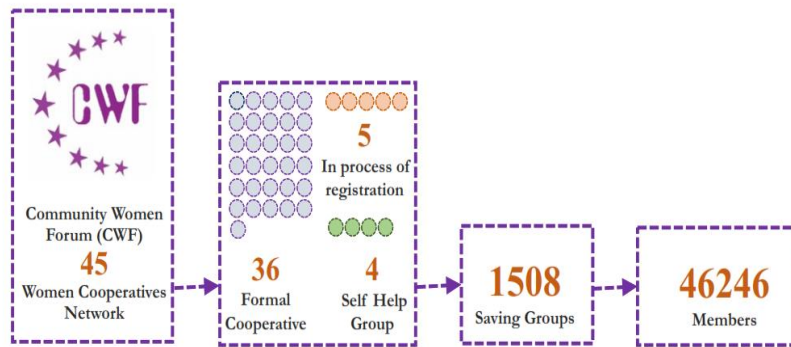 CWF
Community Women
Forum (CWF)
45
Women Cooperatives
Network
5
In process of
registration
36
Formal
Cooperative
4
Self Help
Group
1508
Saving Groups
46246
Members